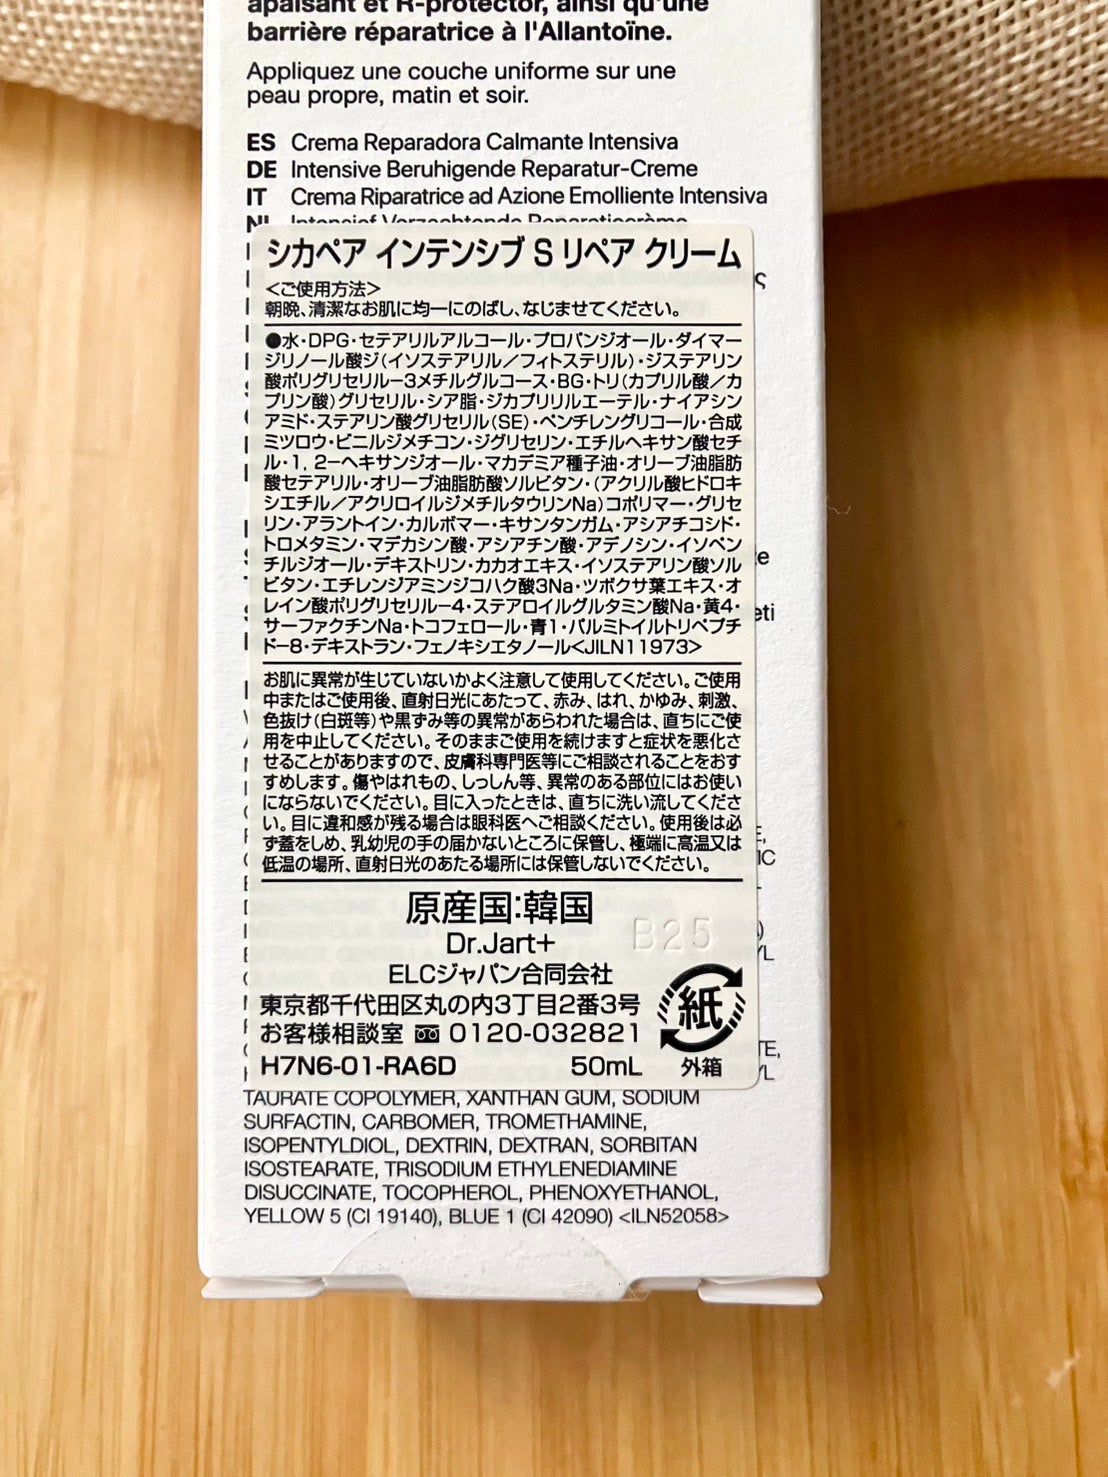 apaisant et R-protector, ainsi qu'une
barrière réparatrice à l'Allantoïne.
Appliquez une couche uniforme sur une
peau propre, matin et soir.
ES Crema Reparadora Calmante Intensiva
DE Intensive Beruhigende Reparatur-Creme
IT Crema Riparatrice ad Azione Emolliente Intensiva
シカペア インテンシブ S リペア クリーム
<ご使用方法>
朝晩、清潔なお肌に均一にのばし、なじませてください。
●水・DPG・セテアリルアルコール・プロパンジオール・ダイマー
ジリノール酸ジ(イソステアリル/フィトステリル)・ジステアリン
酸ポリグリセリル-3メチルグルコース・BG・トリ(カプリル酸/カ
プリン酸)グリセリル・シア脂・ジカプリリルエーテル・ナイアシン
アミド・ステアリン酸グリセリル(SE)・ペンチレングリコール・合成
ミツロウ・ビニルジメチコン・ジグリセリン・エチルヘキサン酸セチ
ル・1, 2-ヘキサンジオール・マカデミア種子油・オリーブ油脂肪
酸セテアリル・オリーブ油脂肪酸ソルビタン・(アクリル酸ヒドロキ
シエチル/アクリロイルジメチルタウリンNa)コポリマー・グリセ
リン・アラントイン・カルボマー・キサンタンガム・アシアチコシド・
トロメタミン・マデカシン酸・アシアチン酸・アデノシン・イソペン
チルジオール・デキストリン・カカオエキス・イソステアリン酸ソル
ビタン・エチレンジアミンジコハク酸3Na・ツボクサ葉エキス・オ
レイン酸ポリグリセリル-4・ステアロイルグルタミン酸Na・黄4・
サーファクチンNa・トコフェロール・青1・パルミトイルトリペプチ
ド-8・デキストラン・フェノキシエタノール<JILN11973>
お肌に異常が生じていないかよく注意して使用してください。ご使用
中またはご使用後、直射日光にあたって、赤み、はれ、かゆみ、刺激、
色抜け(白斑等)や黒ずみ等の異常があらわれた場合は、直ちにご使
用を中止してください。そのままご使用を続けますと症状を悪化さ
せることがありますので、皮膚科専門医等にご相談されることをおす
すめします。傷やはれもの、しっしん等、異常のある部位にはお使い
にならないでください。目に入ったときは、直ちに洗い流してくださ
い。目に違和感が残る場合は眼科医へご相談ください。使用後は必
ず蓋をしめ、乳幼児の手の届かないところに保管し、極端に高温又は
低温の場所、直射日光のあたる場所には保管しないでください。
原産国:韓国
Dr.Jart+
B25
ELCジャパン合同会社
東京都千代田区丸の内3丁目2番3号
お客様相談室 0120-032821
紙
H7N6-01-RA6D 50mL 外箱
TAURATE COPOLYMER, XANTHAN GUM, SODIUM
SURFACTIN, CARBOMER, TROMETHAMINE,
ISOPENTYLDIOL, DEXTRIN, DEXTRAN, SORBITAN
ISOSTEARATE, TRISODIUM ETHYLENEDIAMINE
DISUCCINATE, TOCOPHEROL, PHENOXYETHANOL,
YELLOW 5 (CI 19140), BLUE 1 (CI 42090) <ILN52058>